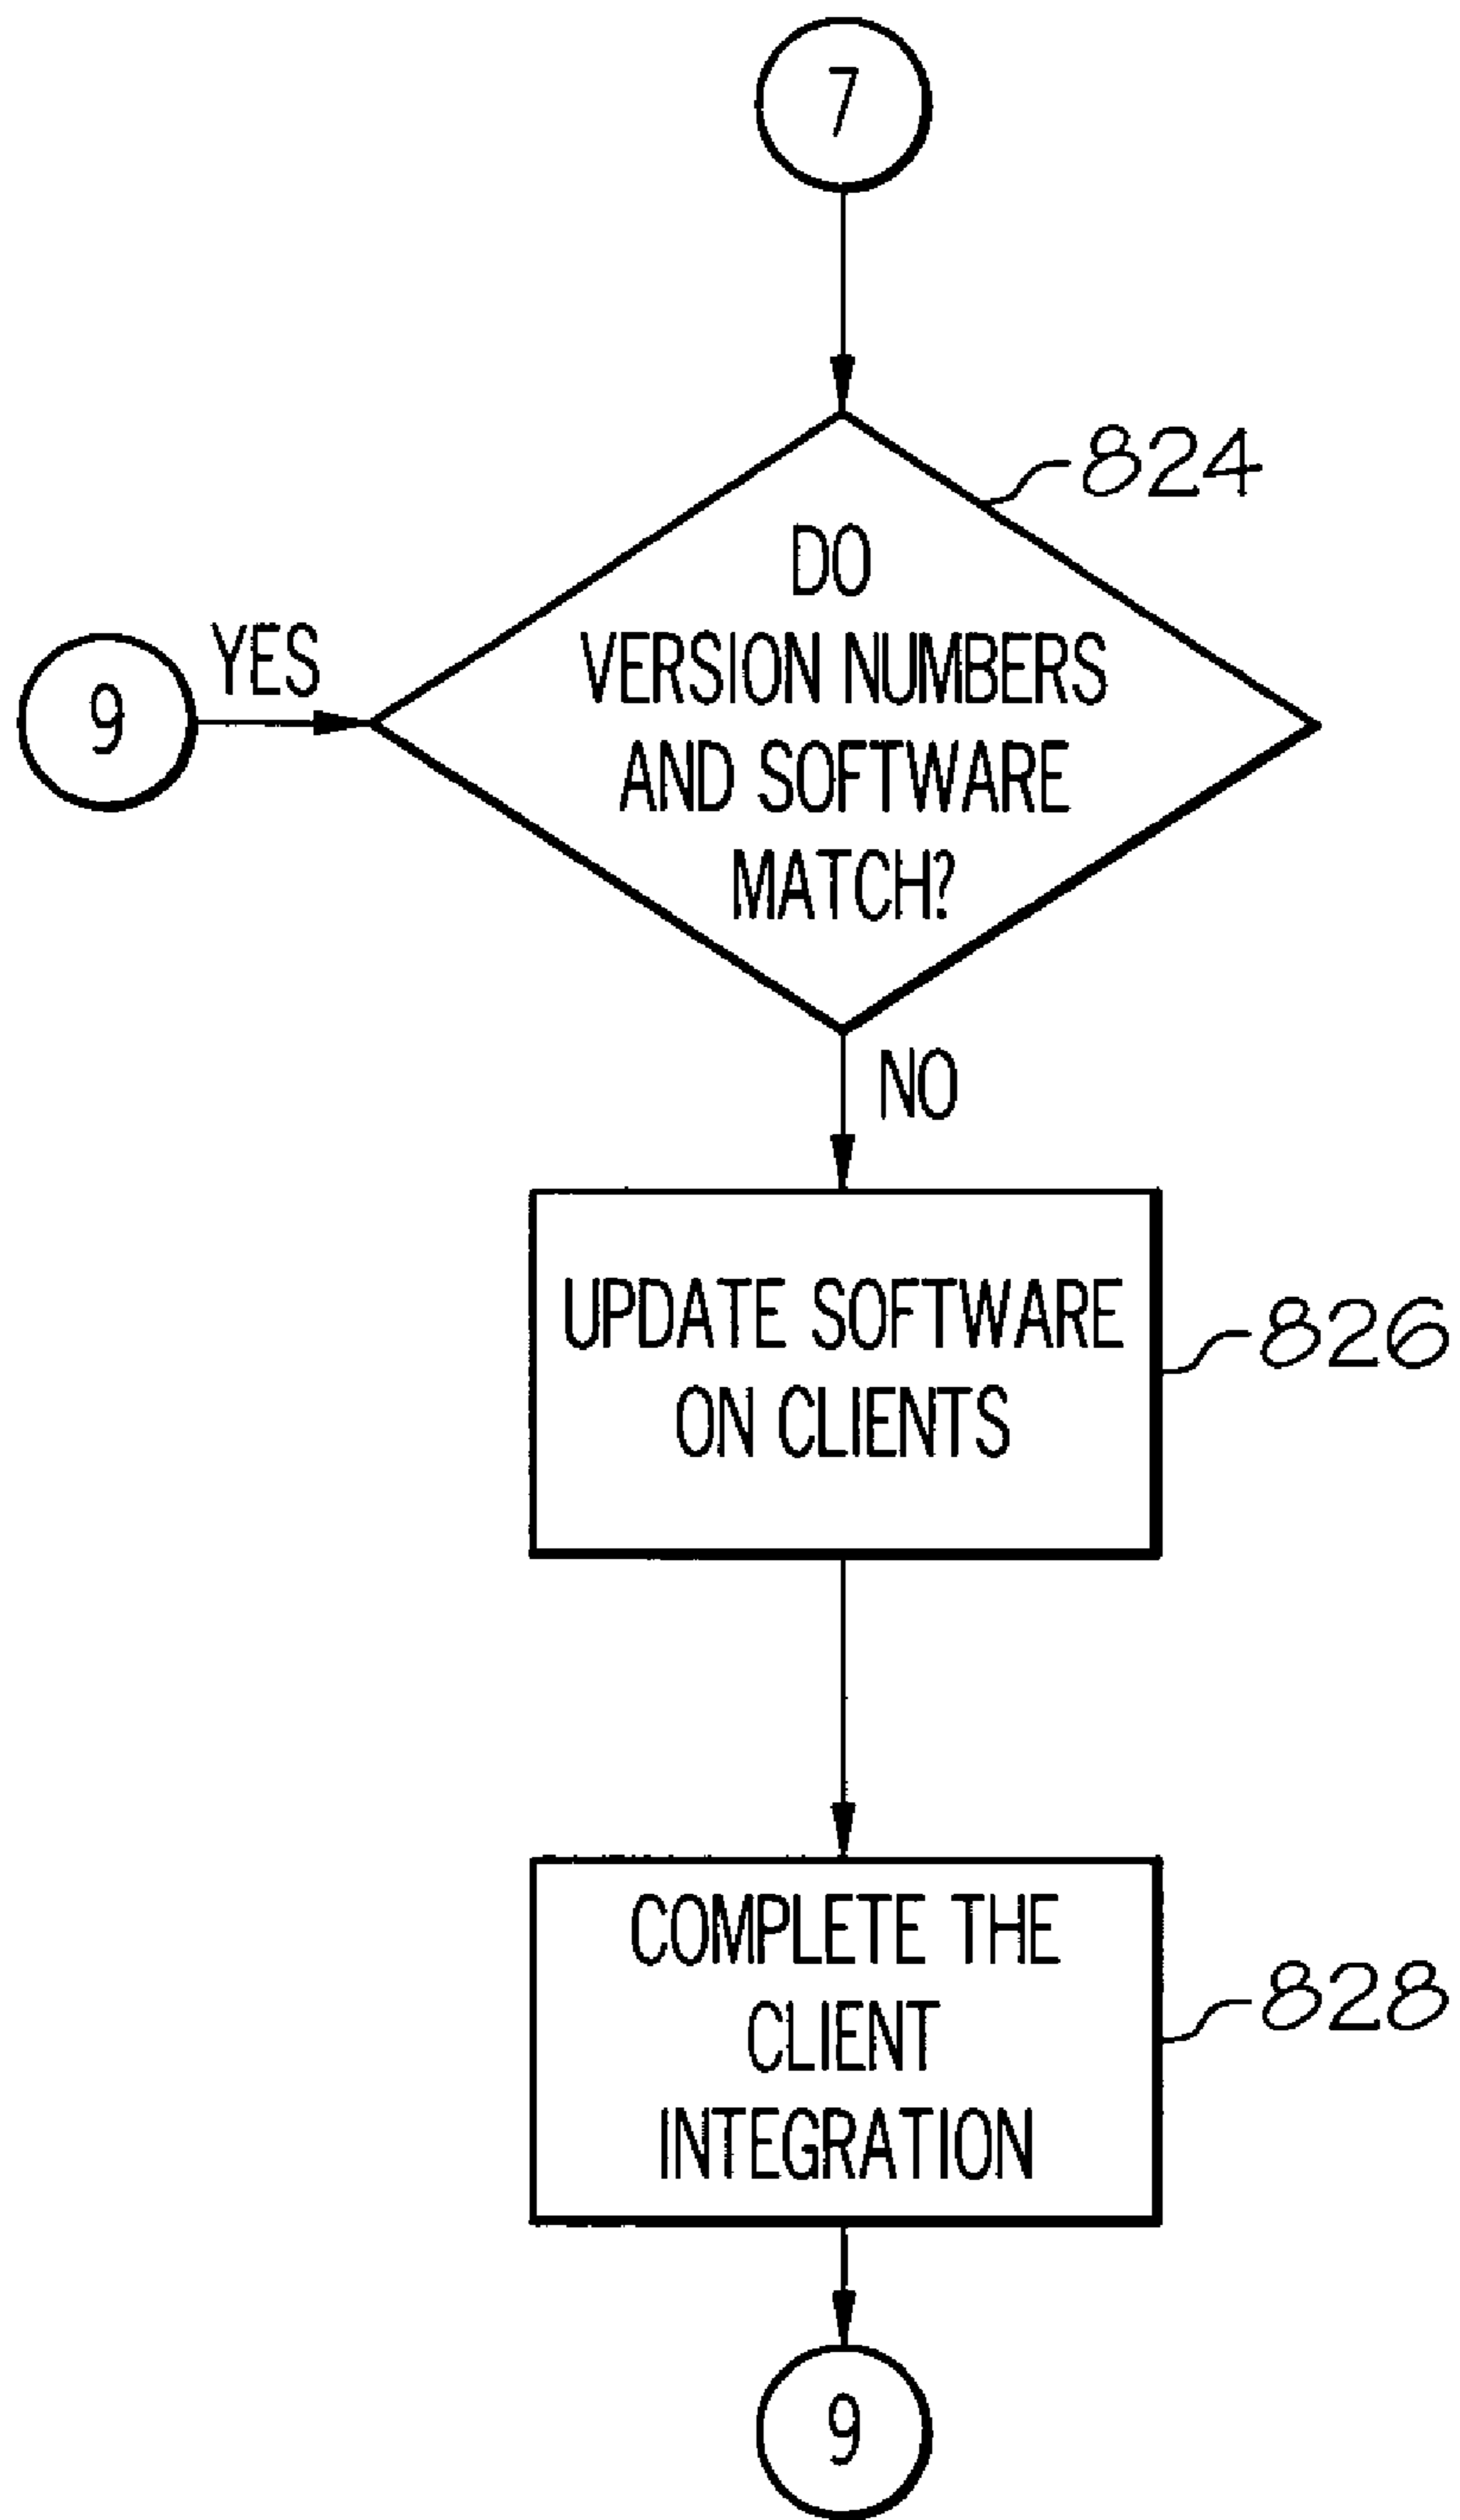 7
824
DO
VERSION NUMBERS
AND SOFTWARE
MATCH?
YES
9
NO
UPDATE SOFTWARE
ON CLIENTS
826
COMPLETE THE
CLIENT
INTEGRATION
828
9